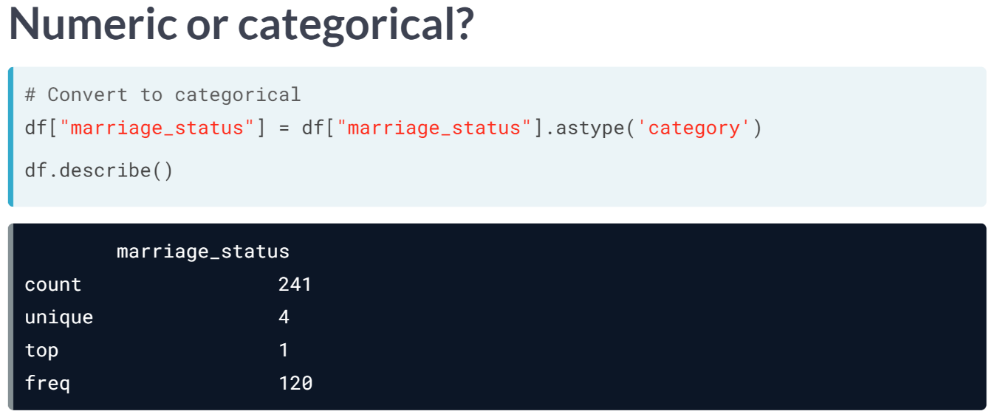 Numeric or categorical?
# Convert to categorical
df["marriage_status"] = df["marriage_status"].astype('category')
df.describe()
marriage_status
count 241
unique 4
top 1
freq 120